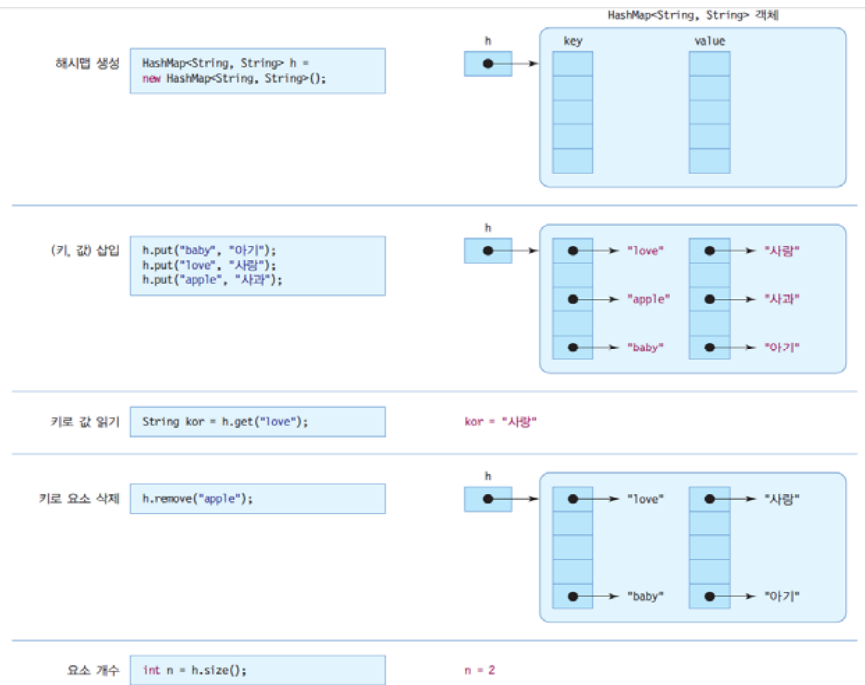 HashMap<String, String> 객체
h
key
value
해시맵 생성
HashMap<String, String> h =
new HashMap<String, String>();
(키, 값) 삽입
h.put("baby", "아기");
h.put("love", "사랑");
h.put("apple", "사과");
h
"love"
"사랑"
"apple"
"사과"
"baby"
"아기"
키로 값 읽기
String kor = h.get("love");
kor = "사랑"
키로 요소 삭제
h.remove("apple");
h
"love"
"사랑"
"baby"
"아기"
요소 개수
int n = h.size();
n = 2